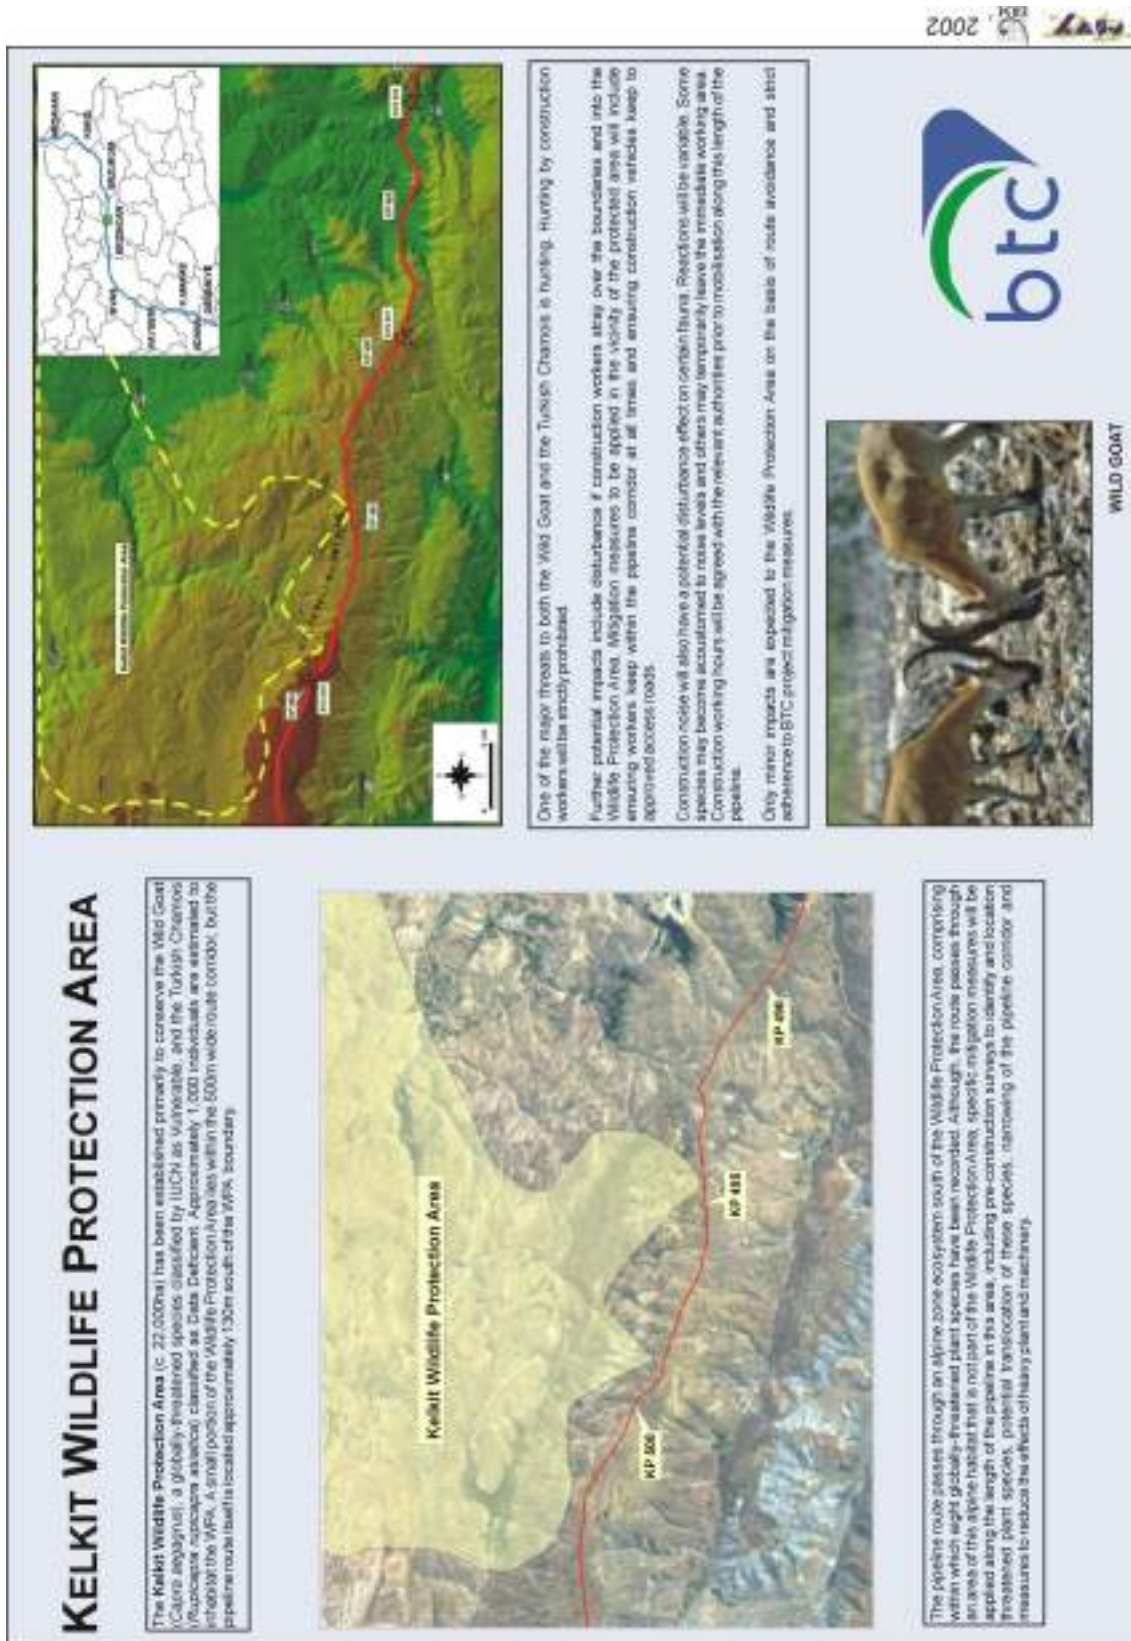 KELKIT WILDLIFE PROTECTION AREA
The Kelkit Wildlife Protection Area (c. 22,000ha) has been established primarily to conserve the Wild Goat
(Capra aegagrus), a globally-threatened species classified by IUCN as Vulnerable, and the Turkish Chamois
(Rupicapra rupicapra asiatica) classified as Data Deficient. Approximately 1,000 individuals are estimated to
inhabitat the WPA. A small portion of the Wildlife Protection Area lies within the 500m wide route corridor, but the
pipeline route itself is located approximately 130m south of the WPA boundary.
Kelkit Wildlife Protection Area
KP 500
KP 495
KP 490
The pipeline route passes through an alpine zone ecosystem south of the Wildlife Protection Area, comprising
within which eight globally-threatened plant species have been recorded. Although, the route passes through
an area of this alpine habitat that is not part of the Wildlife Protection Area, specific mitigation measures will be
applied along the length of the pipeline in this area, including pre-construction surveys to identify and location
threatened plant species, potential translocation of these species, narrowing of the pipeline corridor and
measures to reduce the effects of heavy plant and machinery.
ERZINCAN
ERZURUM
One of the major threats to both the Wild Goat and the Turkish Chamois is hunting. Hunting by construction
workers will be strictly prohibited.
Further potential impacts include disturbance if construction workers stray over the boundaries and into the
Wildlife Protection Area. Mitigation measures to be applied in the vicinity of the protected area will include
ensuring workers keep within the pipeline corridor at all times and ensuring construction vehicles keep to
approved access roads.
Construction noise will also have a potential disturbance effect on certain fauna. Reactions will be variable. Some
species may become accustomed to noise levels and others may temporarily leave the immediate working area.
Construction working hours will be agreed with the relevant authorities prior to mobilisation along this length of the
pipeline.
Only minor impacts are expected to the Wildlife Protection Area on the basis of route avoidance and strict
adherence to BTC project mitigation measures.
WILD GOAT
btc
2002
ERM